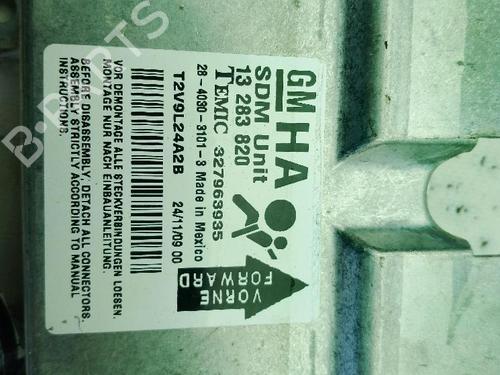 GM HA
SDM Unit
13 283 820
TEMIC 327963935
28-4030-3101-3 Made in Mexico
T2V9L24A2B 24/11/09 00
VORNE
FORWARD
VOR DEMONTAGE ALLE STECKVERBINDUNGEN LOESEN.
MONTAGE NUR NACH EINBAUANLEITUNG.
BEFORE DISASSEMBLY, DETACH ALL CONNECTORS.
ASSEMBLY STRICTLY ACCORDING TO MANUAL
INSTRUCTIONS.
B-PARTS